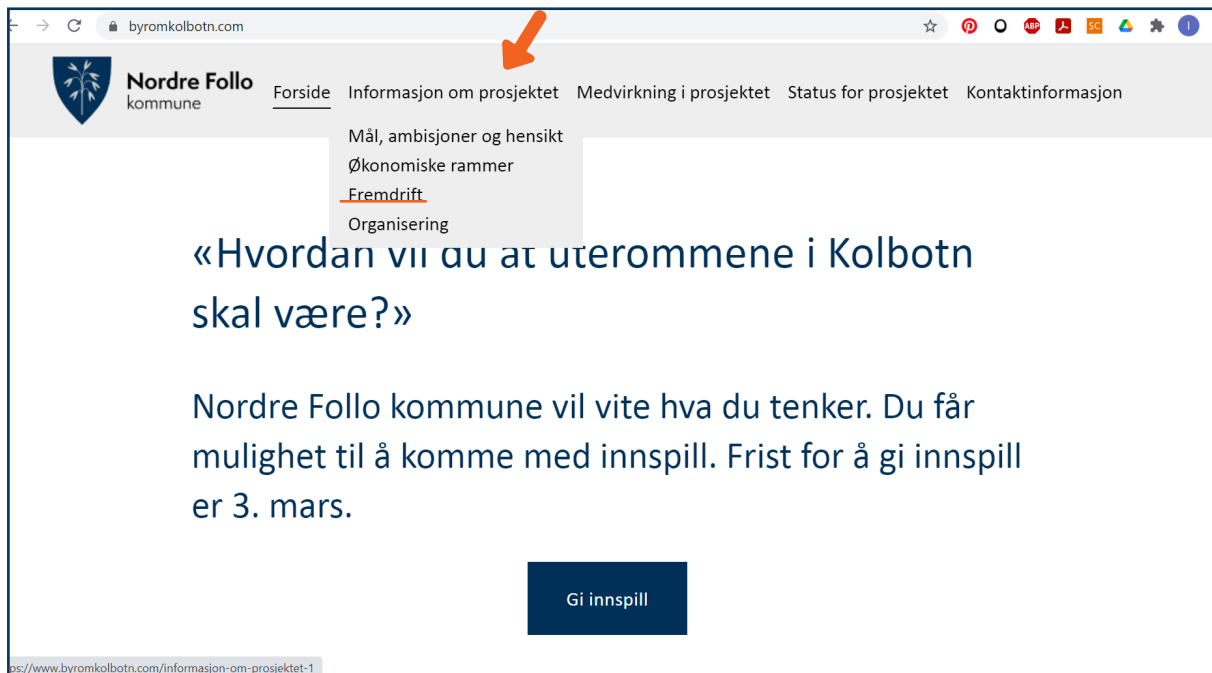 byromkolbotn.com
ABP
SC
I
Nordre Follo
kommune
Forside Informasjon om prosjektet Medvirkning i prosjektet Status for prosjektet Kontaktinformasjon
Mål, ambisjoner og hensikt
Økonomiske rammer
Fremdrift
Organisering
«Hvordan vil du at uterommene i Kolbotn
skal være?»
Nordre Follo kommune vil vite hva du tenker. Du får
mulighet til å komme med innspill. Frist for å gi innspill
er 3. mars.
Gi innspill
ps://www.byromkolbotn.com/informasjon-om-prosjektet-1